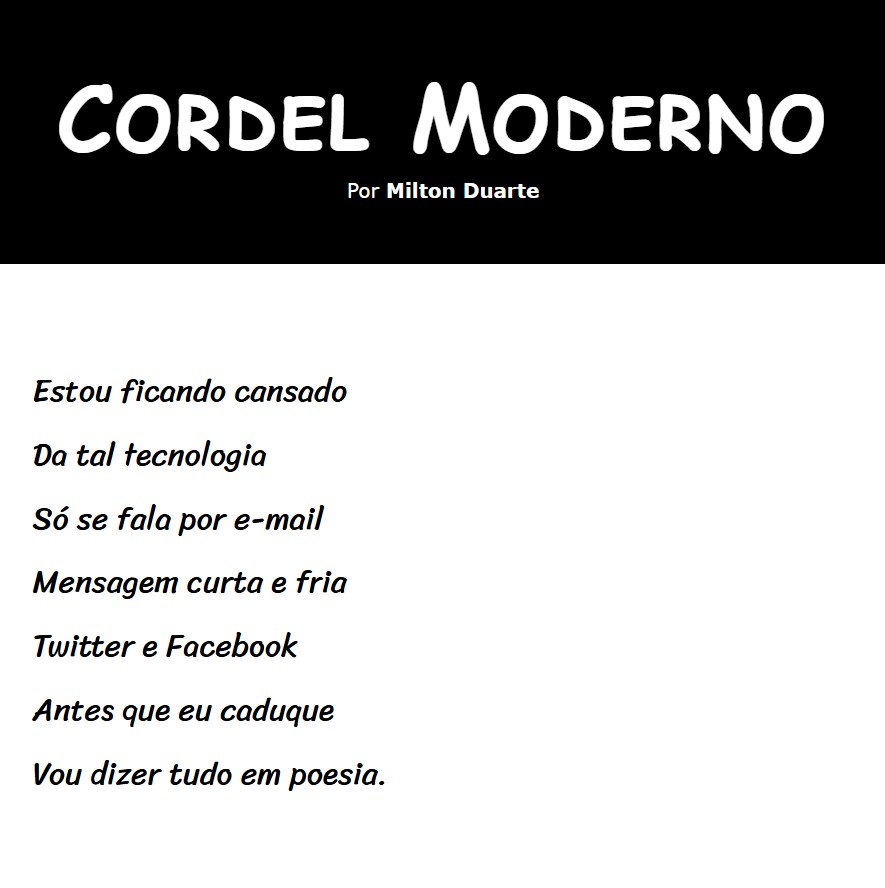 Cordel Moderno
Por Milton Duarte
Estou ficando cansado
Da tal tecnologia
Só se fala por e-mail
Mensagem curta e fria
Twitter e Facebook
Antes que eu caduque
Vou dizer tudo em poesia.